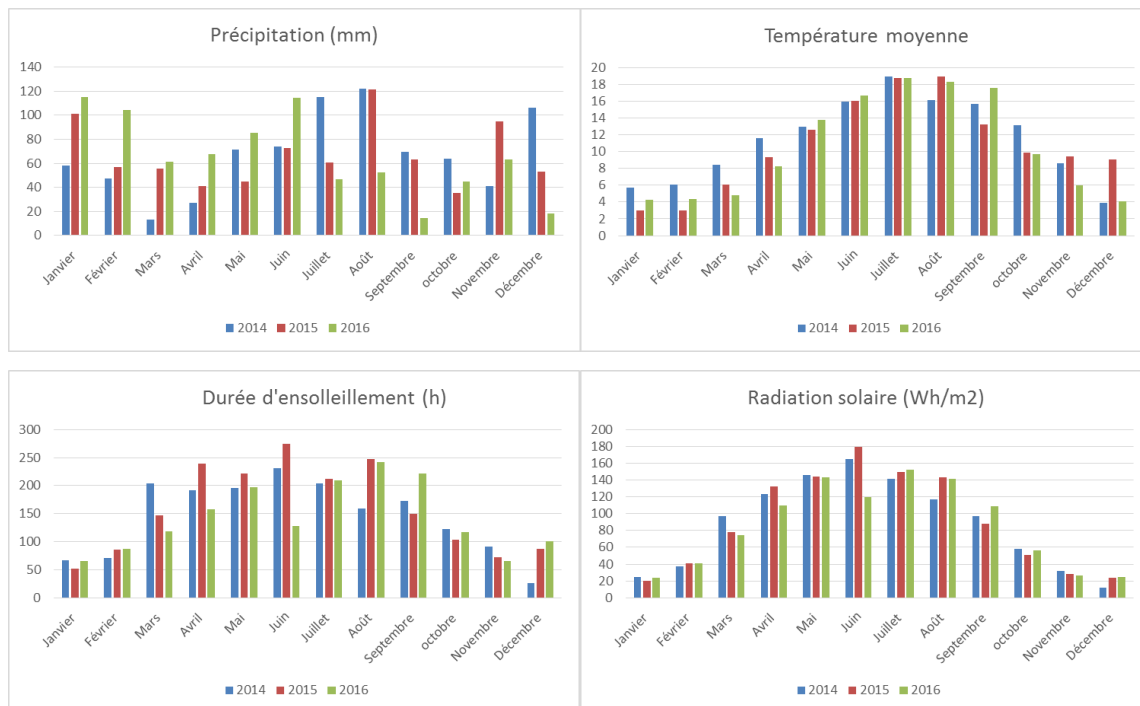 Précipitation (mm)
140
120
100
80
60
40
20
0
Janvier
Février
Mars
Avril
Mai
Juin
Juillet
Août
Septembre
octobre
Novembre
Décembre
2014 2015 2016
Température moyenne
20
18
16
14
12
10
8
6
4
2
0
Janvier
Février
Mars
Avril
Mai
Juin
Juillet
Août
Septembre
octobre
Novembre
Décembre
2014 2015 2016
Durée d'ensolleillement (h)
300
250
200
150
100
50
0
Janvier
Février
Mars
Avril
Mai
Juin
Juillet
Août
Septembre
octobre
Novembre
Décembre
2014 2015 2016
Radiation solaire (Wh/m2)
200
180
160
140
120
100
80
60
40
20
0
Janvier
Février
Mars
Avril
Mai
Juin
Juillet
Août
Septembre
octobre
Novembre
Décembre
2014 2015 2016